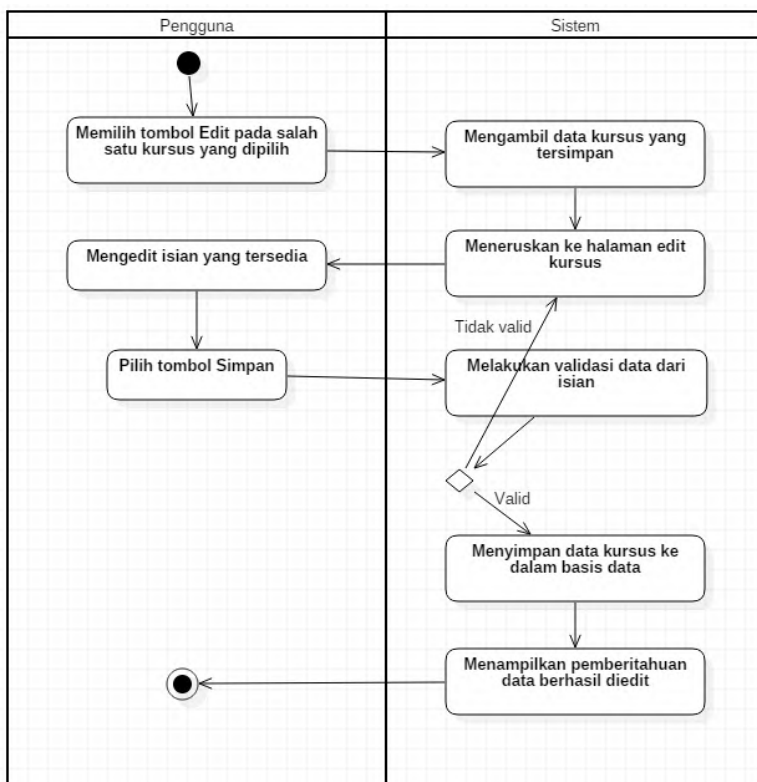 Pengguna
Sistem
Memilih tombol Edit pada salah
satu kursus yang dipilih
Mengambil data kursus yang
tersimpan
Meneruskan ke halaman edit
kursus
Mengedit isian yang tersedia
Tidak valid
Pilih tombol Simpan
Melakukan validasi data dari
isian
Valid
Menyimpan data kursus ke
dalam basis data
Menampilkan pemberitahuan
data berhasil diedit